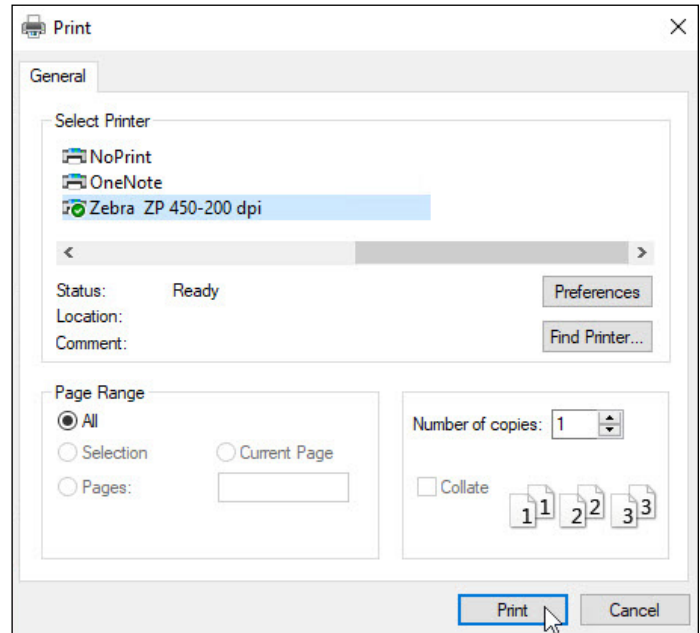 Print
General
Select Printer
NoPrint
OneNote
Zebra ZP 450-200 dpi
Status: Ready
Location:
Comment:
Preferences
Find Printer...
Page Range
All
Selection
Current Page
Pages:
Number of copies: 1
Collate
1 1 2 2 3 3
Print
Cancel